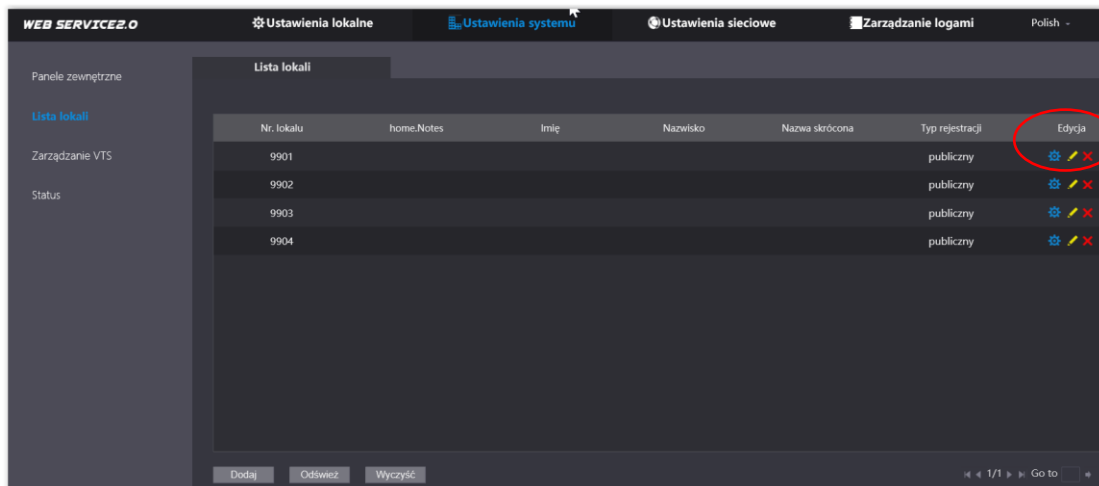 WEB SERVICE2.0 Ustawienia lokalne Ustawienia systemu Ustawienia sieciowe Zarządzanie logami Polish
Panele zewnętrzne
Lista lokali
Zarządzanie VTS
Status
Lista lokali
Nr. lokalu home.Notes Imię Nazwisko Nazwa skrócona Typ rejestracji Edycja
9901 publiczny
9902 publiczny
9903 publiczny
9904 publiczny
Dodaj Odśwież Wyczyść 1/1 Go to